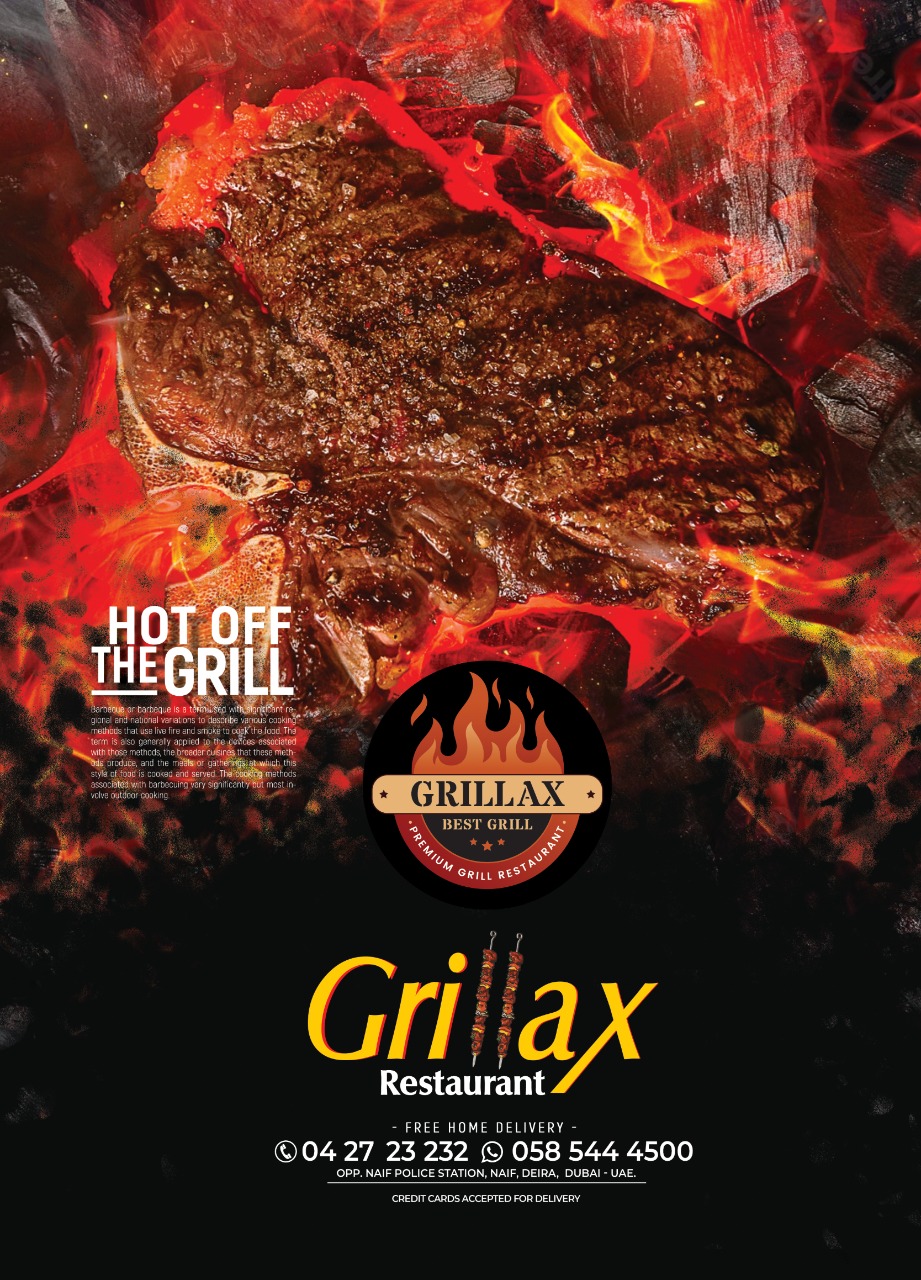 HOT OFF
THE GRILL
Barbecue or barbeque is a term used with significant re-
gional and national variations to describe various cooking
methods that use live fire and smoke to cook the food. The
term is also generally applied to the devices associated
with those methods, the broader cuisines that these meth-
ods produce, and the meals or gatherings at which this
style of food is cooked and served. The cooking methods
associated with barbecuing vary significantly but most in-
volve outdoor cooking.
GRILLAX
BEST GRILL
PREMIUM GRILL RESTAURANT
Grillax
Restaurant
- FREE HOME DELIVERY -
04 27 23 232 058 544 4500
OPP. NAIF POLICE STATION, NAIF, DEIRA, DUBAI - UAE.
CREDIT CARDS ACCEPTED FOR DELIVERY